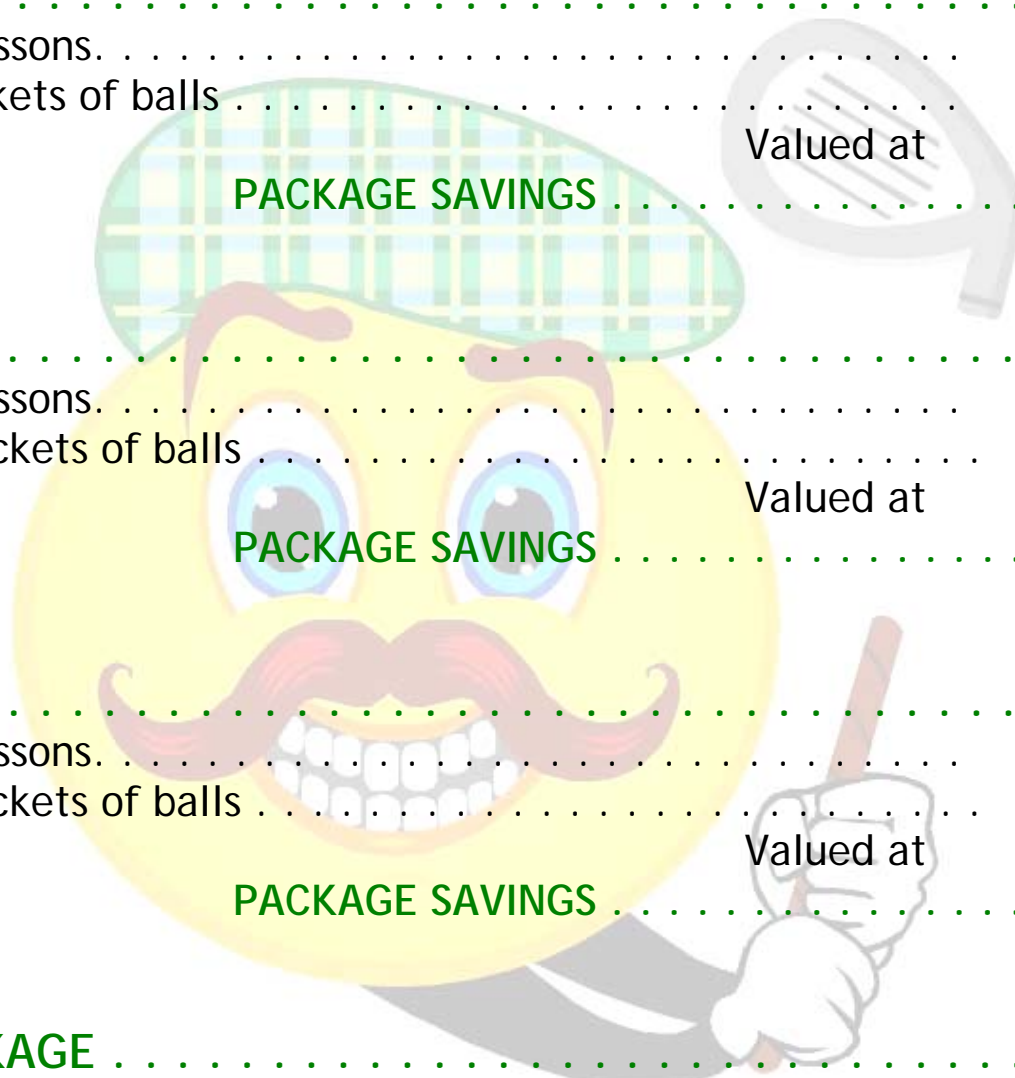 ssons. . . . . . . . . . . . . . . . . . . . . . . . . . . . . . .
kets of balls . . . . . . . . . . . . . . . . . . . . . . . . . .
Valued at
PACKAGE SAVINGS . . . . . . . . . . . . . . .
ssons. . . . . . . . . . . . . . . . . . . . . . . . . . . . . . .
ckets of balls . . . . . . . . . . . . . . . . . . . . . . . . . .
Valued at
PACKAGE SAVINGS . . . . . . . . . . . . . . .
ssons. . . . . . . . . . . . . . . . . . . . . . . . . . . . . . .
ckets of balls . . . . . . . . . . . . . . . . . . . . . . . . . .
Valued at
PACKAGE SAVINGS . . . . . . . . . . . . . . .
KAGE . . . . . . . . . . . . . . . . . . . . . . . . . . . . .